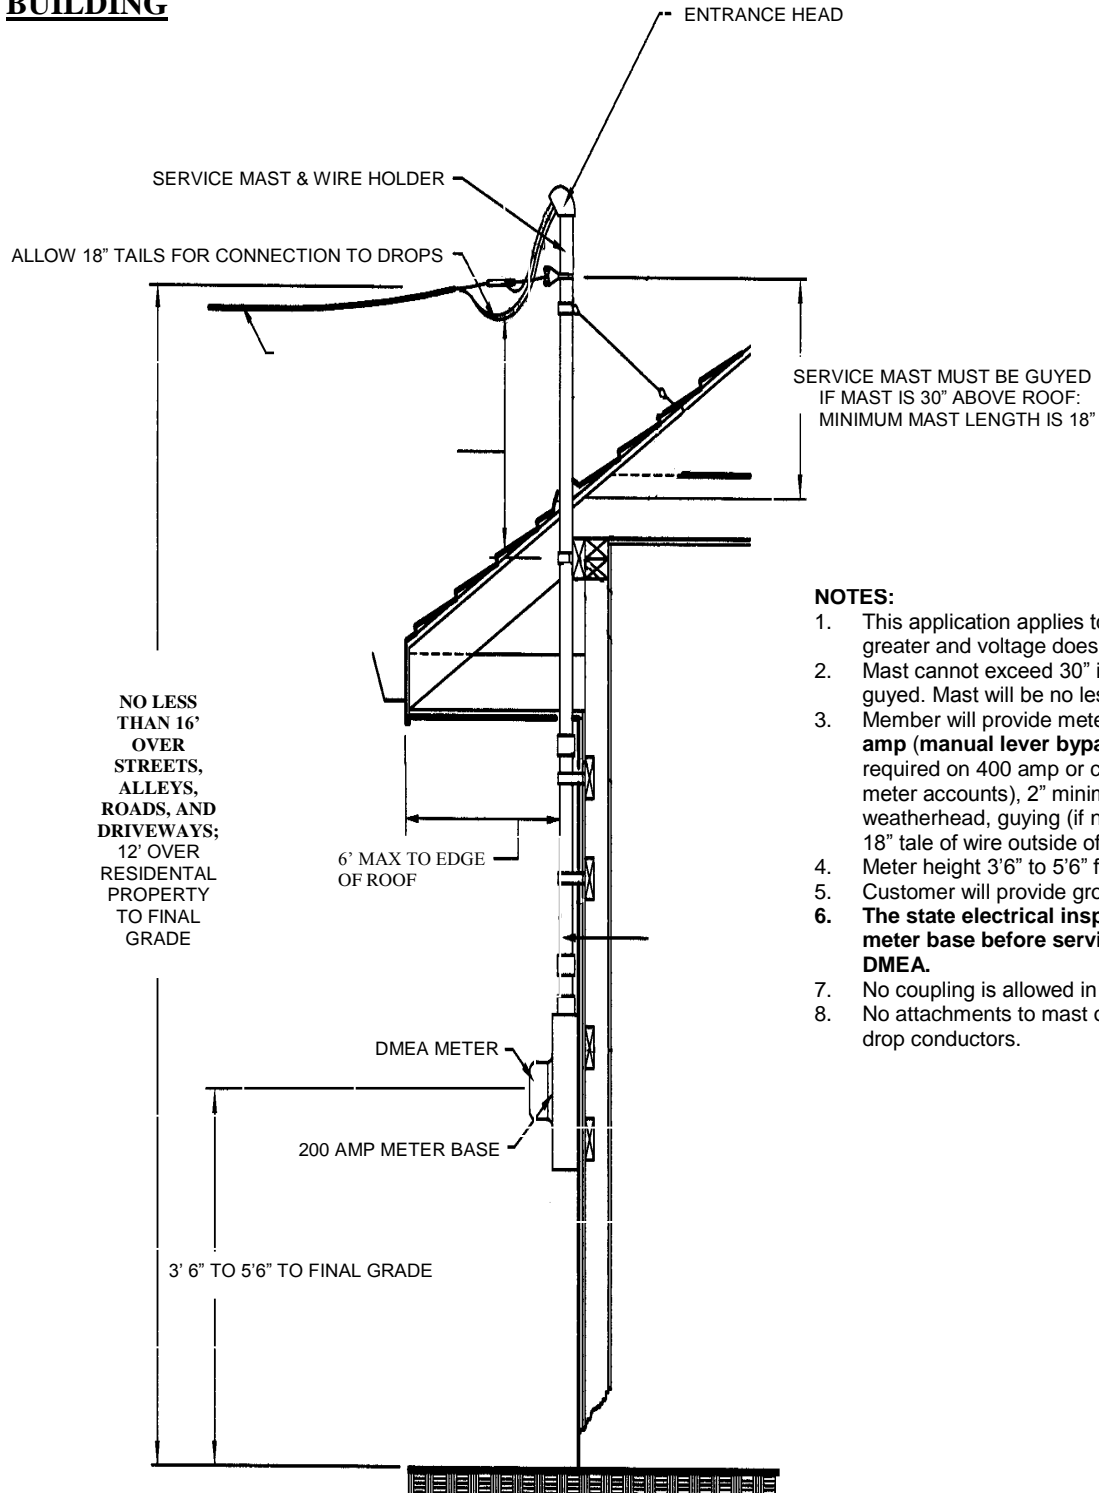 BUILDING
ENTRANCE HEAD
SERVICE MAST & WIRE HOLDER
ALLOW 18” TAILS FOR CONNECTION TO DROPS
SERVICE MAST MUST BE GUYED
IF MAST IS 30” ABOVE ROOF:
MINIMUM MAST LENGTH IS 18”
NOTES:
1. This application applies to
greater and voltage does
2. Mast cannot exceed 30” i
guyed. Mast will be no les
3. Member will provide mete
amp (manual lever bypa
required on 400 amp or c
meter accounts), 2” minim
weatherhead, guying (if n
18” tale of wire outside of
4. Meter height 3’6” to 5’6” f
5. Customer will provide gro
6. The state electrical insp
meter base before servi
DMEA.
7. No coupling is allowed in
8. No attachments to mast o
drop conductors.
NO LESS
THAN 16’
OVER
STREETS,
ALLEYS,
ROADS, AND
DRIVEWAYS;
12’ OVER
RESIDENTAL
PROPERTY
TO FINAL
GRADE
6’ MAX TO EDGE
OF ROOF
DMEA METER
200 AMP METER BASE
3’ 6” TO 5’6” TO FINAL GRADE